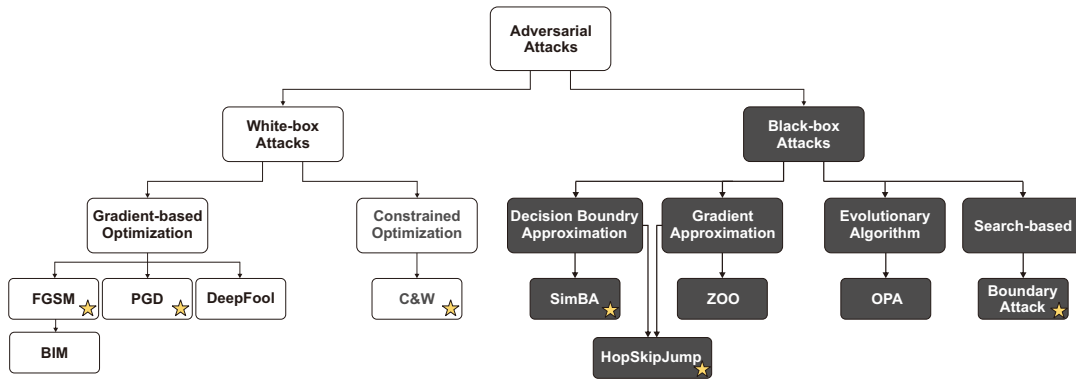 Adversarial
Attacks
White-box
Attacks
Black-box
Attacks
Gradient-based
Optimization
Constrained
Optimization
Decision Boundry
Approximation
Gradient
Approximation
Evolutionary
Algorithm
Search-based
FGSM
PGD
DeepFool
C&W
SimBA
ZOO
OPA
Boundary
Attack
BIM
HopSkipJump